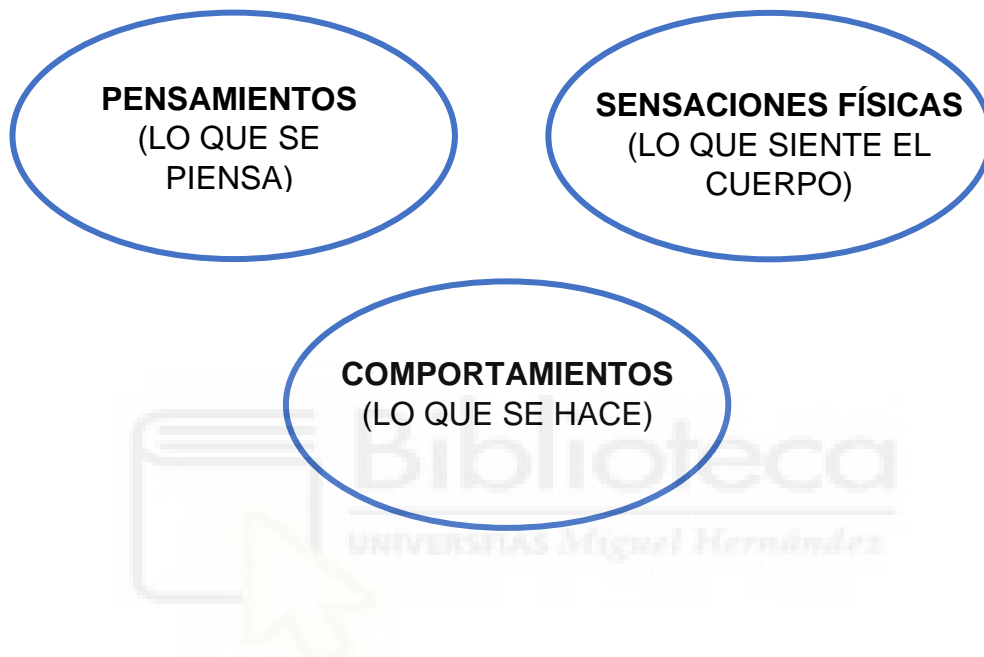 PENSAMIENTOS
(LO QUE SE
PIENSA)
SENSACIONES FÍSICAS
(LO QUE SIENTE EL
CUERPO)
COMPORTAMIENTOS
(LO QUE SE HACE)
Biblioteca
UNIVERSITAS Miguel Hernández